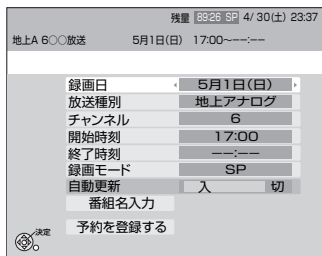 残量 89:26 SP 4/30(土) 23:37
地上A 6○○放送 5月1日(日) 17:00~--:--
録画日 5月1日(日)
放送種別 地上アナログ
チャンネル 6
開始時刻 17:00
終了時刻 --:--
録画モード SP
自動更新 入 切
番組名入力
予約を登録する
決定